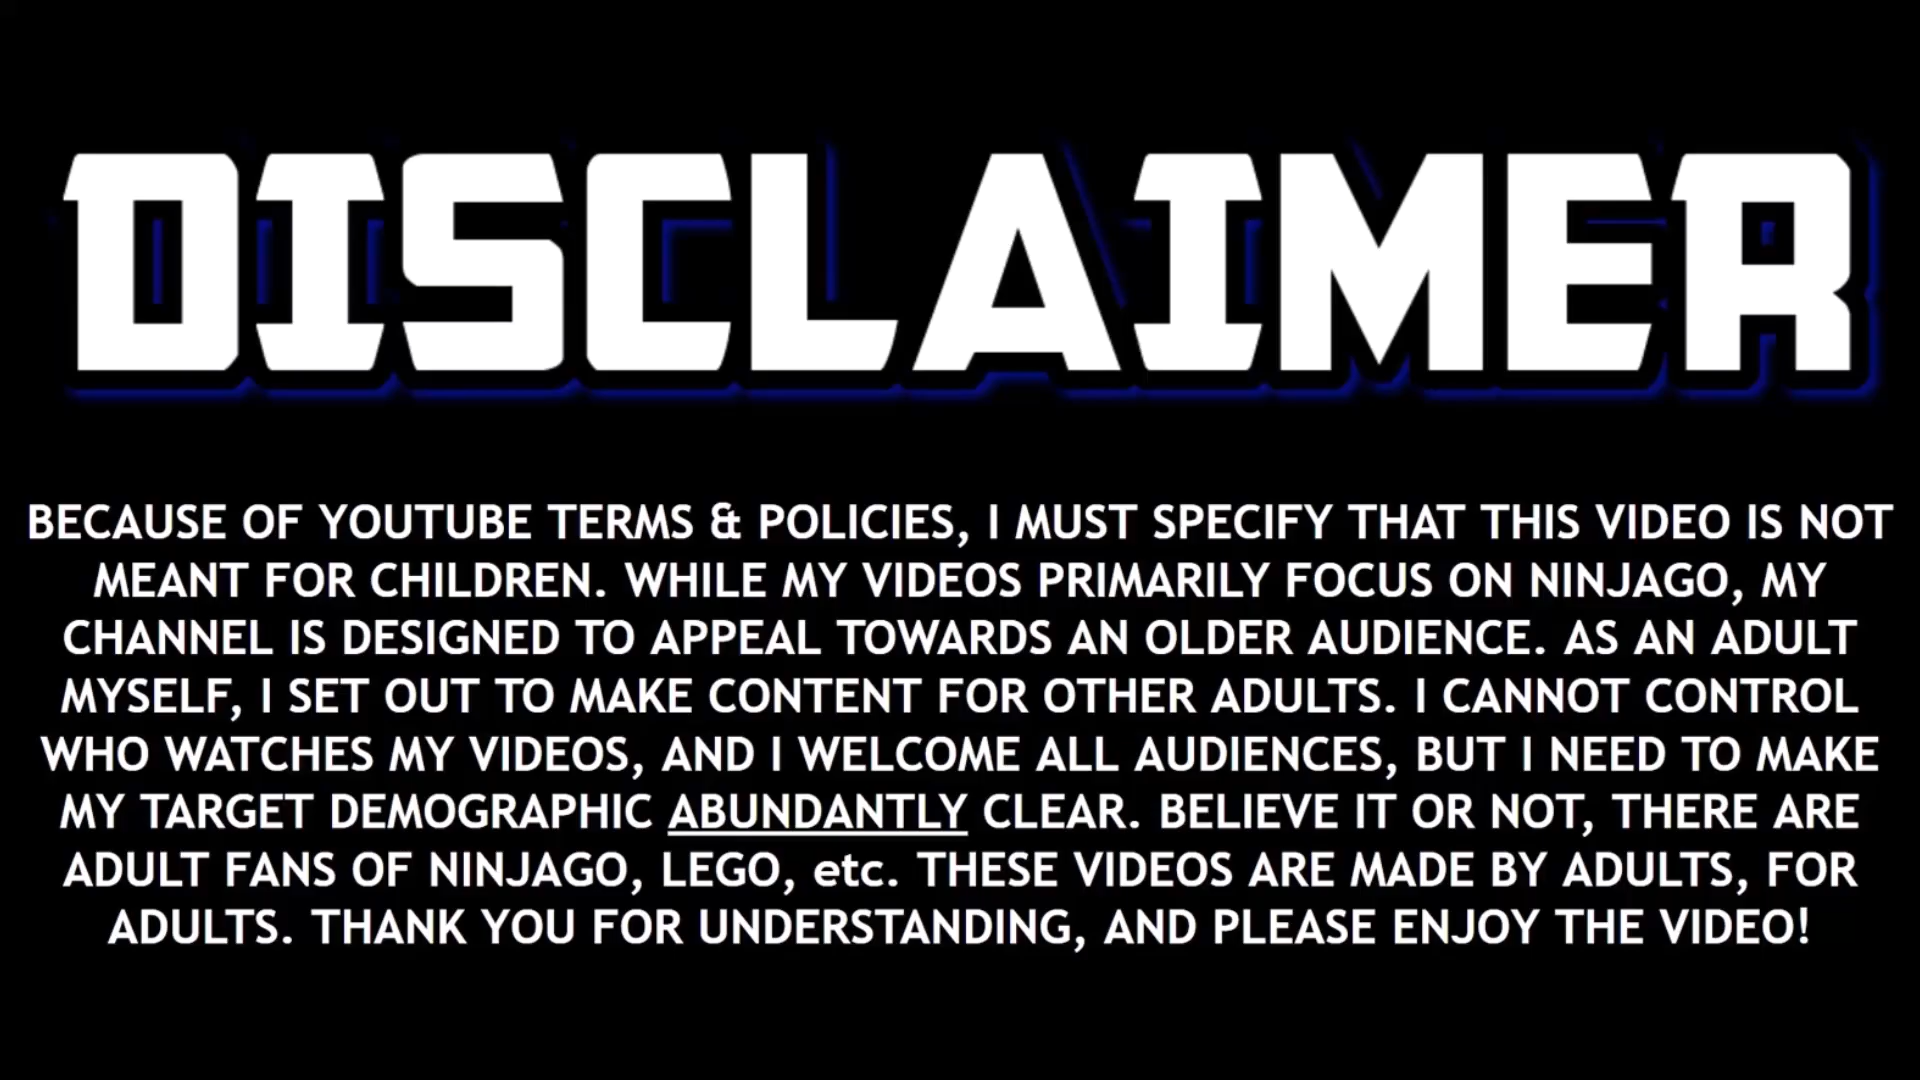 DISCLAIMER
BECAUSE OF YOUTUBE TERMS & POLICIES, I MUST SPECIFY THAT THIS VIDEO IS NOT
MEANT FOR CHILDREN. WHILE MY VIDEOS PRIMARILY FOCUS ON NINJAGO, MY
CHANNEL IS DESIGNED TO APPEAL TOWARDS AN OLDER AUDIENCE. AS AN ADULT
MYSELF, I SET OUT TO MAKE CONTENT FOR OTHER ADULTS. I CANNOT CONTROL
WHO WATCHES MY VIDEOS, AND I WELCOME ALL AUDIENCES, BUT I NEED TO MAKE
MY TARGET DEMOGRAPHIC ABUNDANTLY CLEAR. BELIEVE IT OR NOT, THERE ARE
ADULT FANS OF NINJAGO, LEGO, etc. THESE VIDEOS ARE MADE BY ADULTS, FOR
ADULTS. THANK YOU FOR UNDERSTANDING, AND PLEASE ENJOY THE VIDEO!